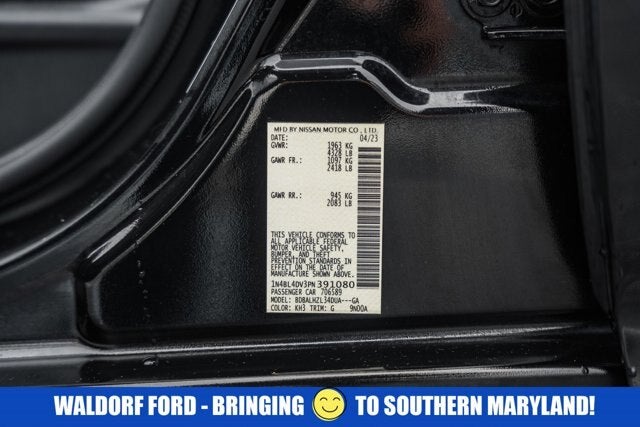 MFD BY NISSAN MOTOR CO., LTD.
DATE: 04/23
GVWR: 1963 KG
4328 LB
GAWR FR.: 1097 KG
2418 LB
GAWR RR.: 945 KG
2083 LB
THIS VEHICLE CONFORMS TO
ALL APPLICABLE FEDERAL
MOTOR VEHICLE SAFETY,
BUMPER, AND THEFT
PREVENTION STANDARDS
IN EFFECT ON THE DATE OF
MANUFACTURE SHOWN ABOVE.
1N4BL4DV3PN391080
PASSENGER CAR 706589
MODEL: BDBALHZL34DUA---GA
COLOR: KH3 TRIM: G 9N00A
WALDORF FORD - BRINGING TO SOUTHERN MARYLAND!